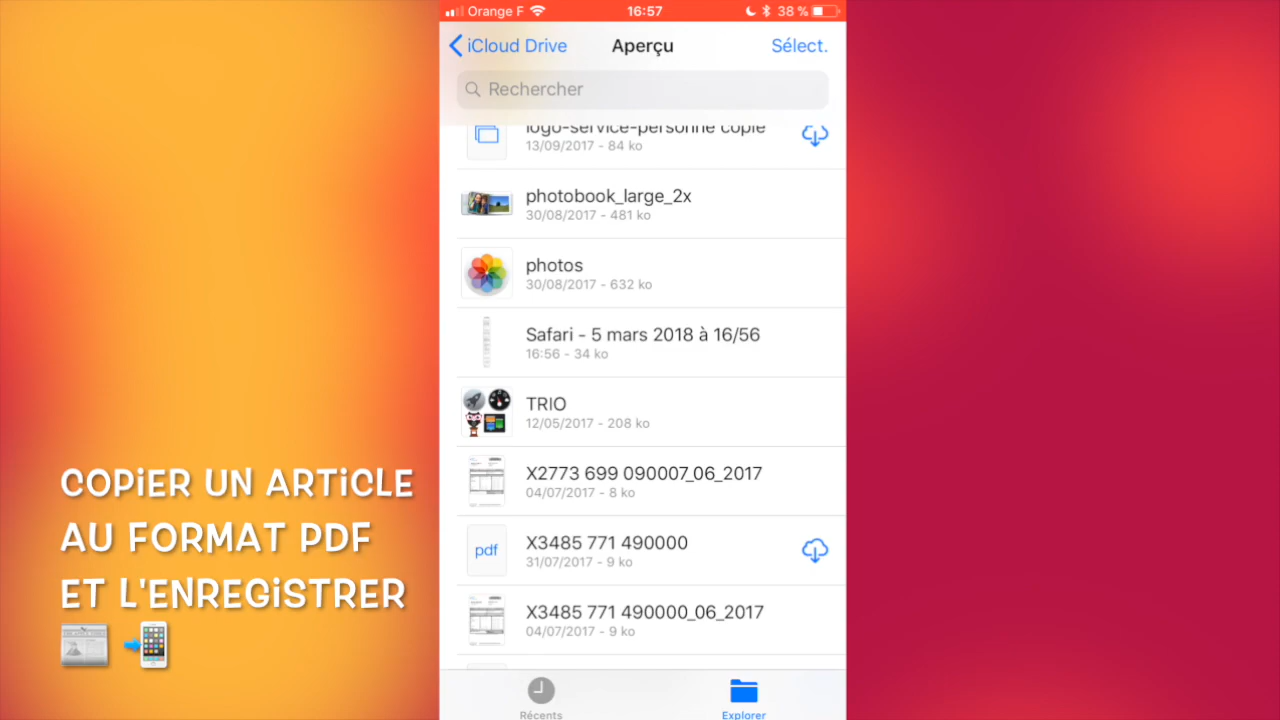 Orange F 16:57 38 %
iCloud Drive Aperçu Sélect.
Rechercher
logo-service-personne copie
13/09/2017 - 84 ko
photobook_large_2x
30/08/2017 - 481 ko
photos
30/08/2017 - 632 ko
Safari - 5 mars 2018 à 16/56
16:56 - 34 ko
TRIO
12/05/2017 - 208 ko
X2773 699 090007_06_2017
04/07/2017 - 8 ko
pdf
X3485 771 490000
31/07/2017 - 9 ko
X3485 771 490000_06_2017
04/07/2017 - 9 ko
Récents Explorer
COPiER UN ARTiCLE
AU FORMAT PDF
ET L'ENREGiSTRER